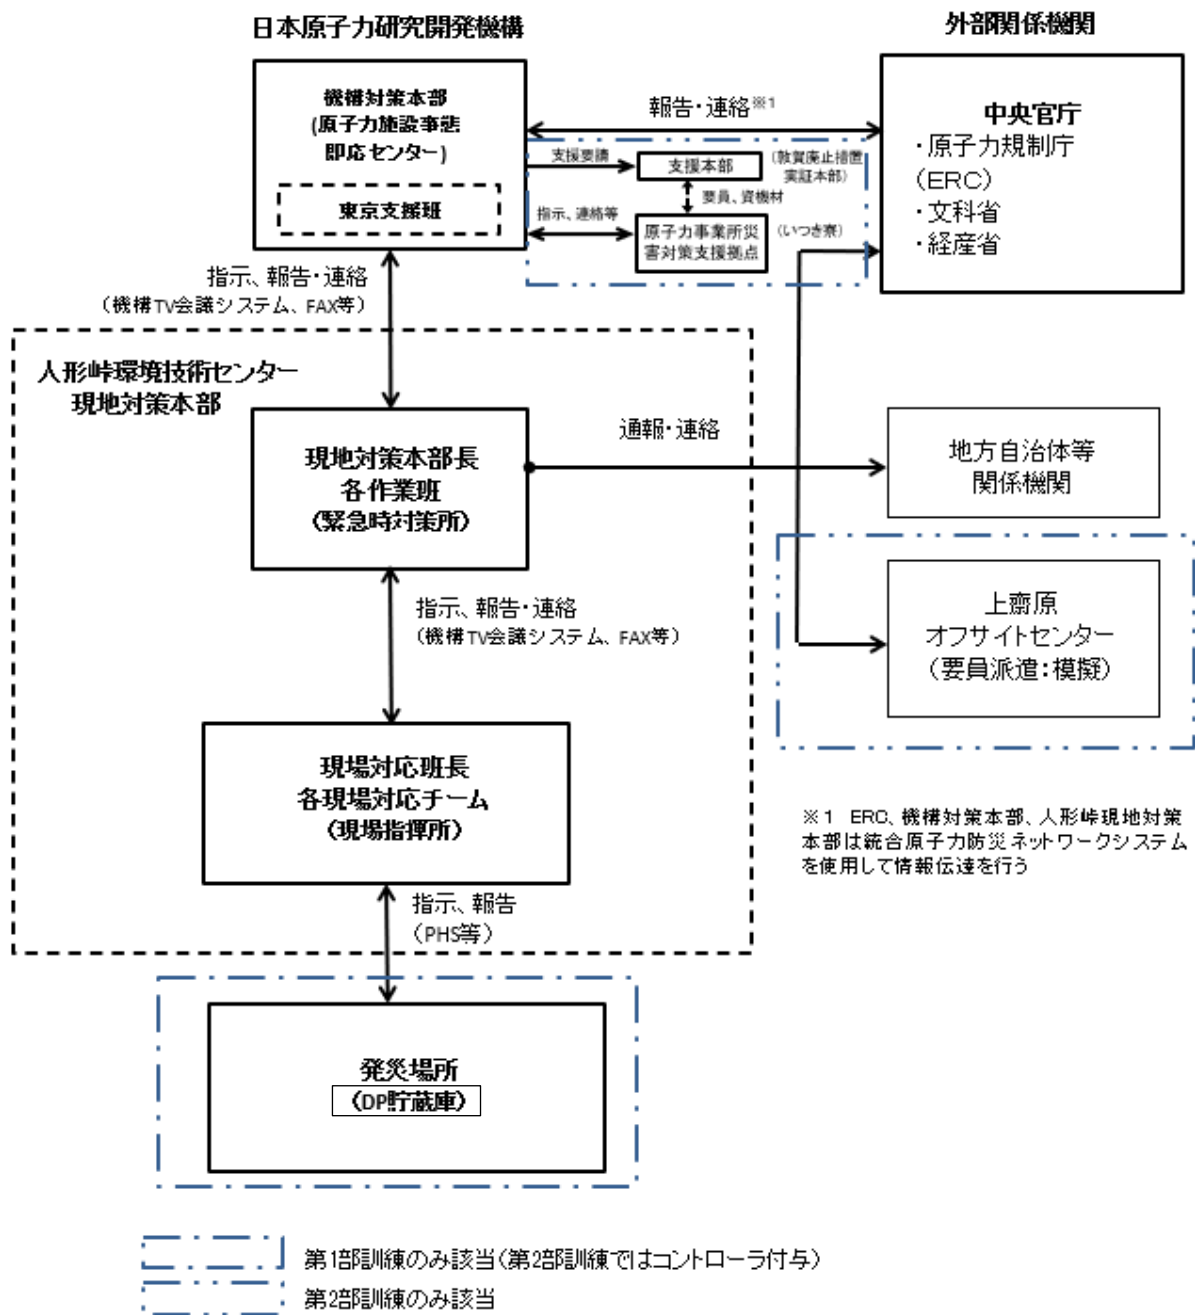 日本原子力研究開発機構
外部関係機関
機構対策本部
(原子力施設事態
即応センター)
東京支援班
報告・連絡※1
中央官庁
・原子力規制庁
(ERC)
・文科省
・経産省
支援要請
支援本部
(敦賀廃止措置
実証本部)
要員、資機材
指示、連絡等
原子力事業所災
害対策支援拠点
(いつき寮)
指示、報告・連絡
(機構TV会議システム、FAX等)
人形峠環境技術センター
現地対策本部
現地対策本部長
各作業班
(緊急時対策所)
通報・連絡
地方自治体等
関係機関
指示、報告・連絡
(機構TV会議システム、FAX等)
上齋原
オフサイトセンター
(要員派遣:模擬)
現場対応班長
各現場対応チーム
(現場指揮所)
※1 ERC、機構対策本部、人形峠現地対策
本部は統合原子力防災ネットワークシステム
を使用して情報伝達を行う
指示、報告
(PHS等)
発災場所
(DP貯蔵庫)
第1部訓練のみ該当(第2部訓練ではコントローラ付与)
第2部訓練のみ該当